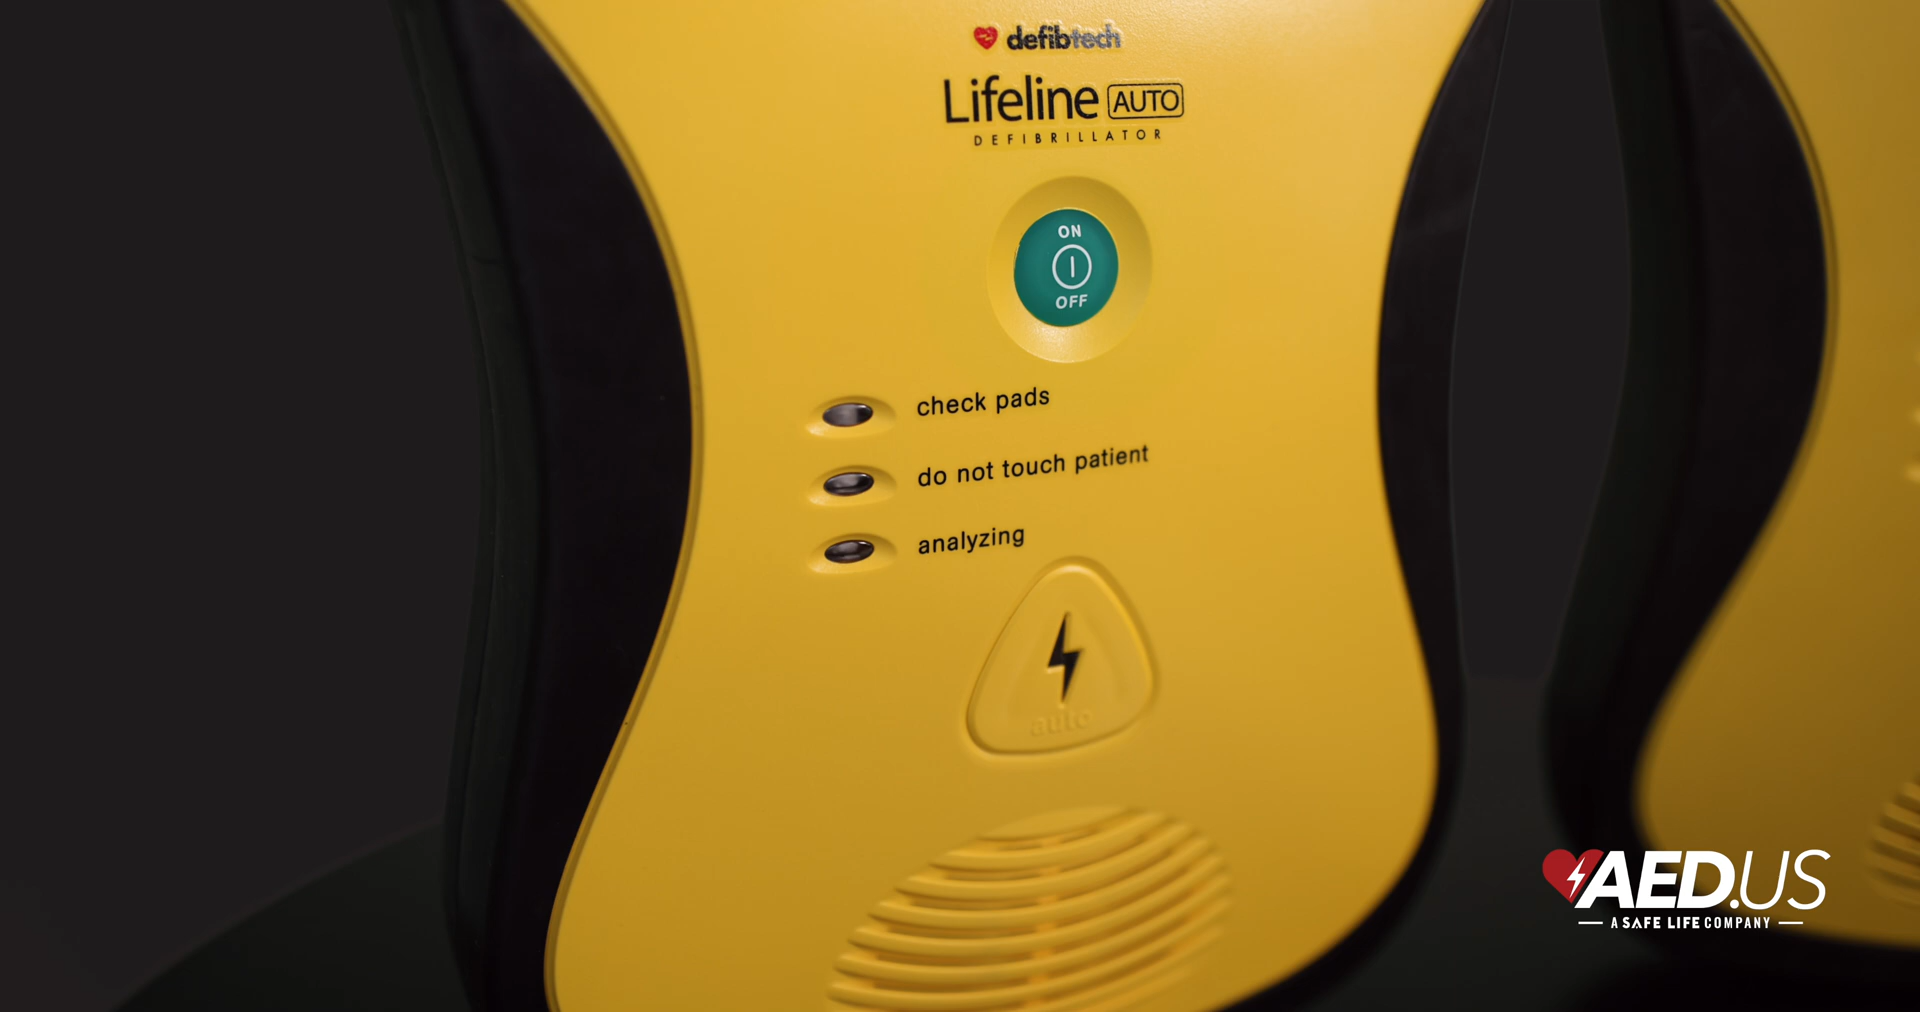 defibtech
Lifeline AUTO
DEFIBRILLATOR
ON
OFF
check pads
do not touch patient
analyzing
auto
AED.US
A SAFE LIFE COMPANY